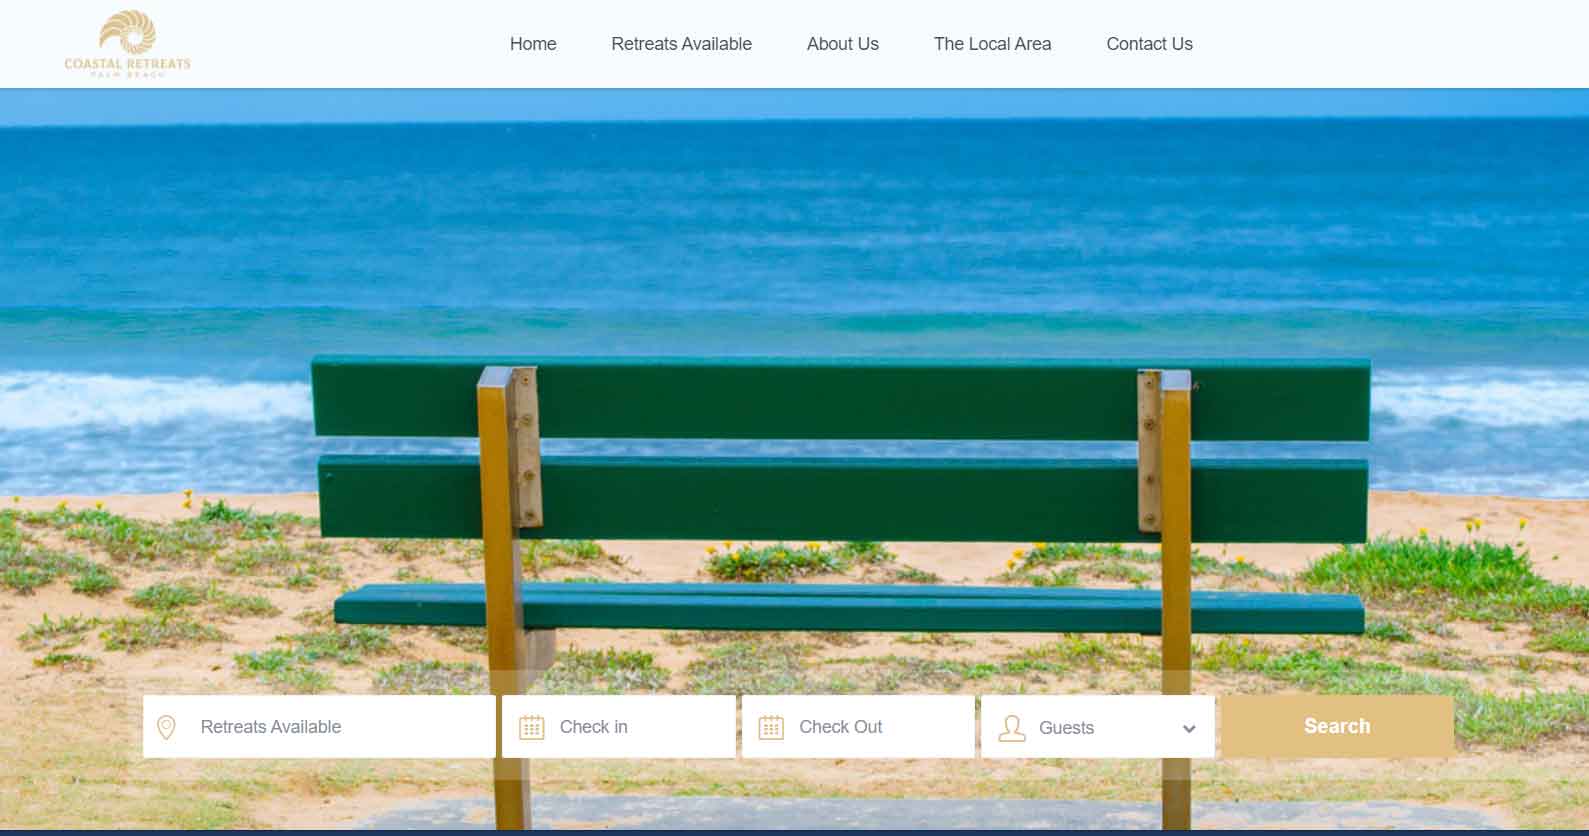 COASTAL RETREATS
PALM BEACH
Home
Retreats Available
About Us
The Local Area
Contact Us
Retreats Available
Check in
Check Out
Guests
Search